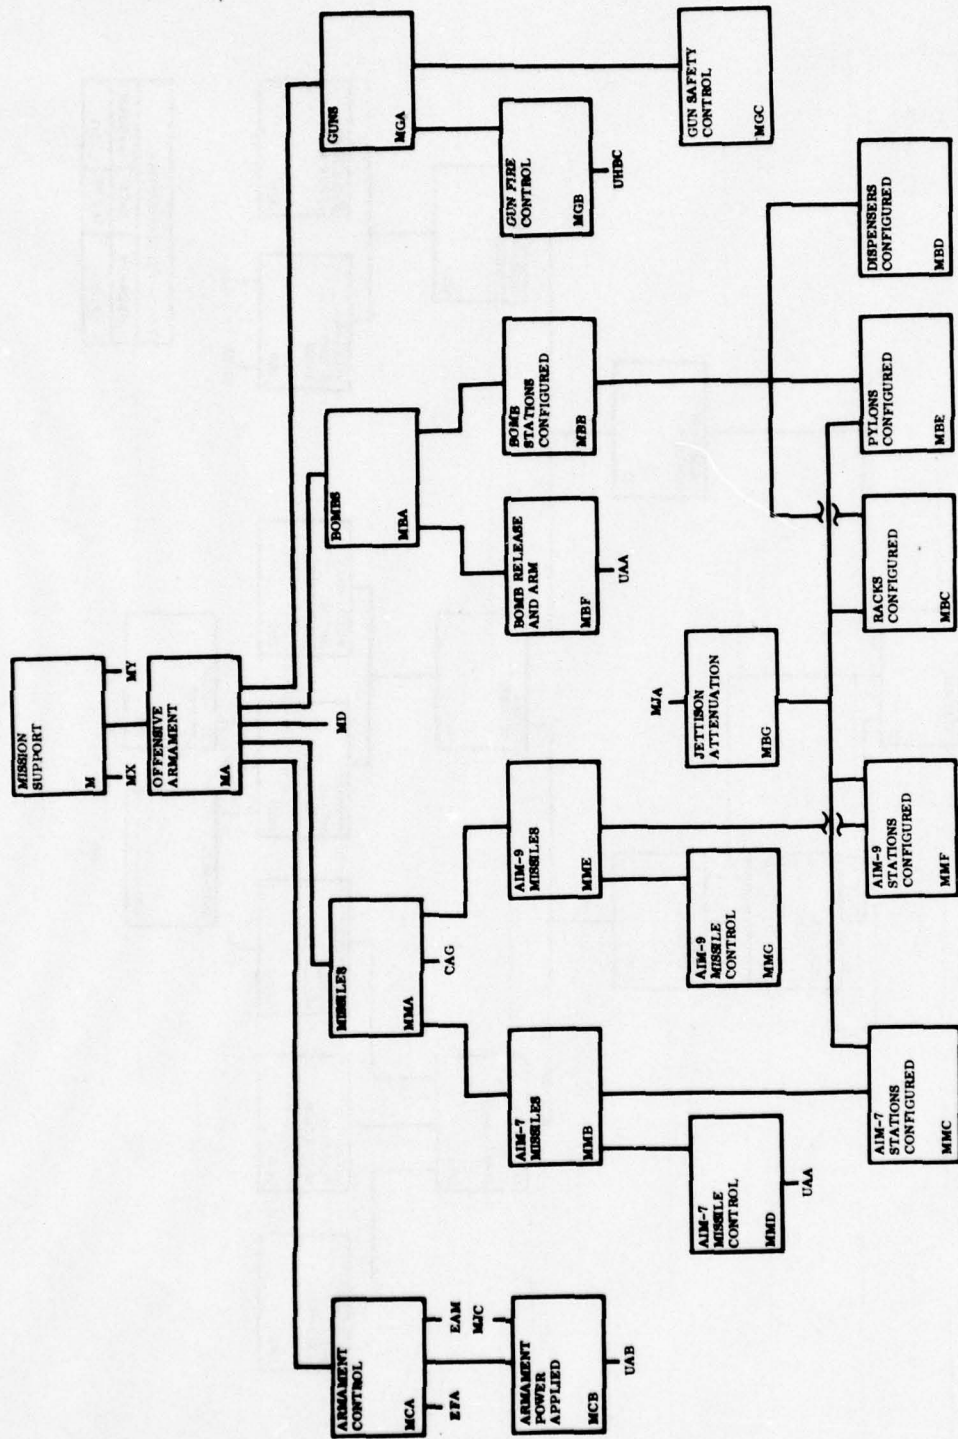 MISSION
SUPPORT
M
MX
MY
OFFENSIVE
ARMAMENT
MA
MD
ARMAMENT
CONTROL
MCA
EFA
EAM
MJC
ARMAMENT
POWER
APPLIED
MCB
UAB
MISSILES
MMA
CAG
AIM-7
MISSILES
MMB
AIM-9
MISSILES
MME
AIM-7
MISSILE
CONTROL
MMD
UAA
AIM-9
MISSILE
CONTROL
MMG
AIM-7
STATIONS
CONFIGURED
MMC
AIM-9
STATIONS
CONFIGURED
MMF
MJA
JETTISON
ATTENUATION
MBG
BOMBS
MBA
BOMB RELEASE
AND ARM
MBF
UAA
BOMB
STATIONS
CONFIGURED
MBB
RACKS
CONFIGURED
MBC
PYLONS
CONFIGURED
MBE
DISPENSERS
CONFIGURED
MBD
GUNS
MGA
GUN FIRE
CONTROL
MGB
UHBC
GUN SAFETY
CONTROL
MGC